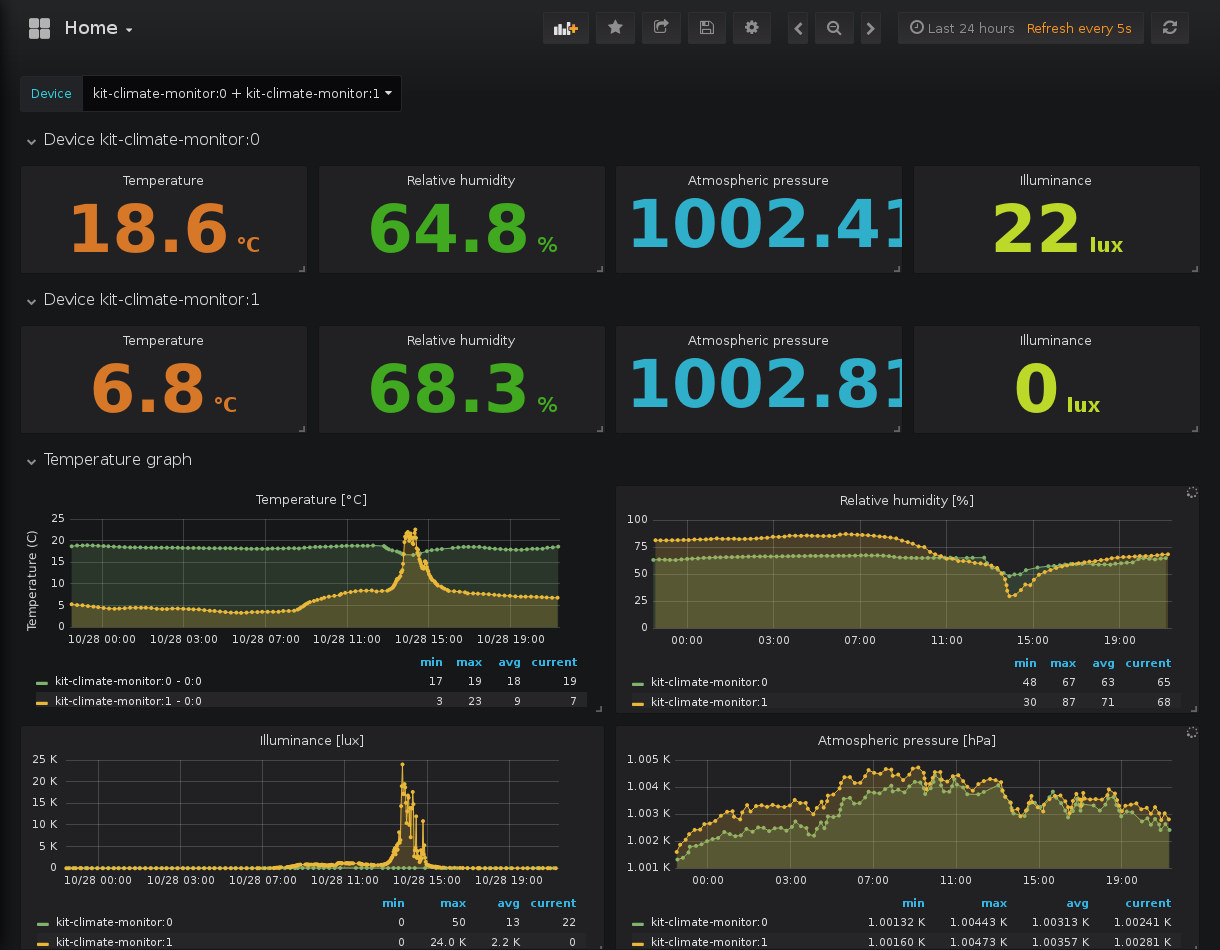 Home
Last 24 hours Refresh every 5s
Device kit-climate-monitor:0 + kit-climate-monitor:1
Device kit-climate-monitor:0
Temperature Relative humidity Atmospheric pressure Illuminance
18.6 °C 64.8 % 1002.41 22 lux
Device kit-climate-monitor:1
Temperature Relative humidity Atmospheric pressure Illuminance
6.8 °C 68.3 % 1002.81 0 lux
Temperature graph
Temperature [°C]
Temperature (C)
25
20
15
10
5
0
10/28 00:00 10/28 03:00 10/28 07:00 10/28 11:00 10/28 15:00 10/28 19:00
min max avg current
kit-climate-monitor:0 - 0:0 17 19 18 19
kit-climate-monitor:1 - 0:0 3 23 9 7
Relative humidity [%]
100
75
50
25
0
00:00 03:00 07:00 11:00 15:00 19:00
min max avg current
kit-climate-monitor:0 48 67 63 65
kit-climate-monitor:1 30 87 71 68
Illuminance [lux]
25 K
20 K
15 K
10 K
5 K
0
10/28 00:00 10/28 03:00 10/28 07:00 10/28 11:00 10/28 15:00 10/28 19:00
min max avg current
kit-climate-monitor:0 0 50 13 22
kit-climate-monitor:1 0 24.0 K 2.2 K 0
Atmospheric pressure [hPa]
1.005 K
1.004 K
1.003 K
1.002 K
1.001 K
00:00 03:00 07:00 11:00 15:00 19:00
min max avg current
kit-climate-monitor:0 1.00132 K 1.00443 K 1.00313 K 1.00241 K
kit-climate-monitor:1 1.00160 K 1.00473 K 1.00357 K 1.00281 K